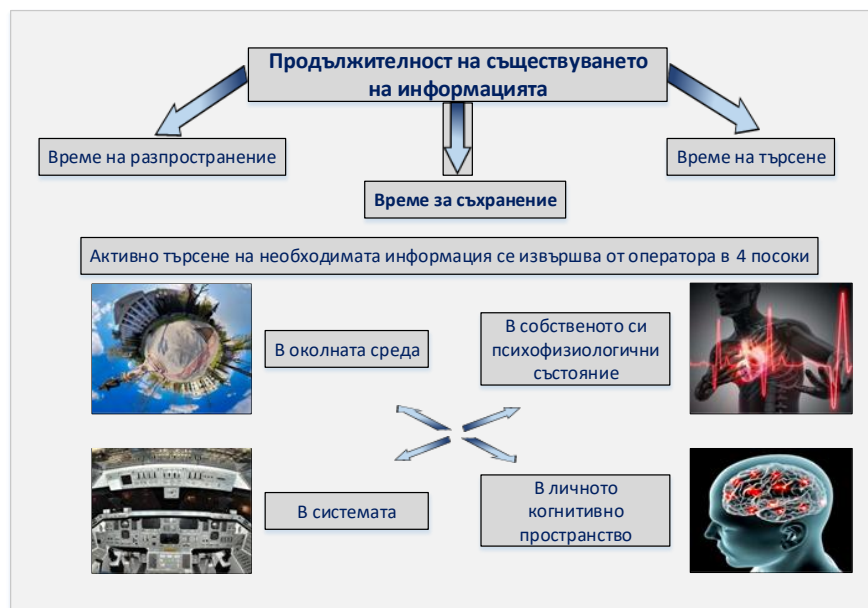 Продължителност на съществуването
на информацията
Време на разпространение
Време на търсене
Време за съхранение
Активно търсене на необходимата информация се извършва от оператора в 4 посоки
В околната среда
В собственото си
психофизиологични
състояние
В системата
В личното
когнитивно
пространство